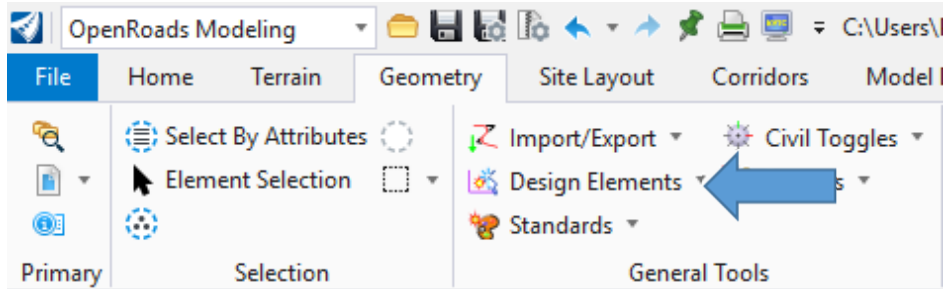 OpenRoads Modeling C:\Users\
File Home Terrain Geometry Site Layout Corridors Model
Select By Attributes Import/Export Civil Toggles
Element Selection Design Elements
Standards
Primary Selection General Tools